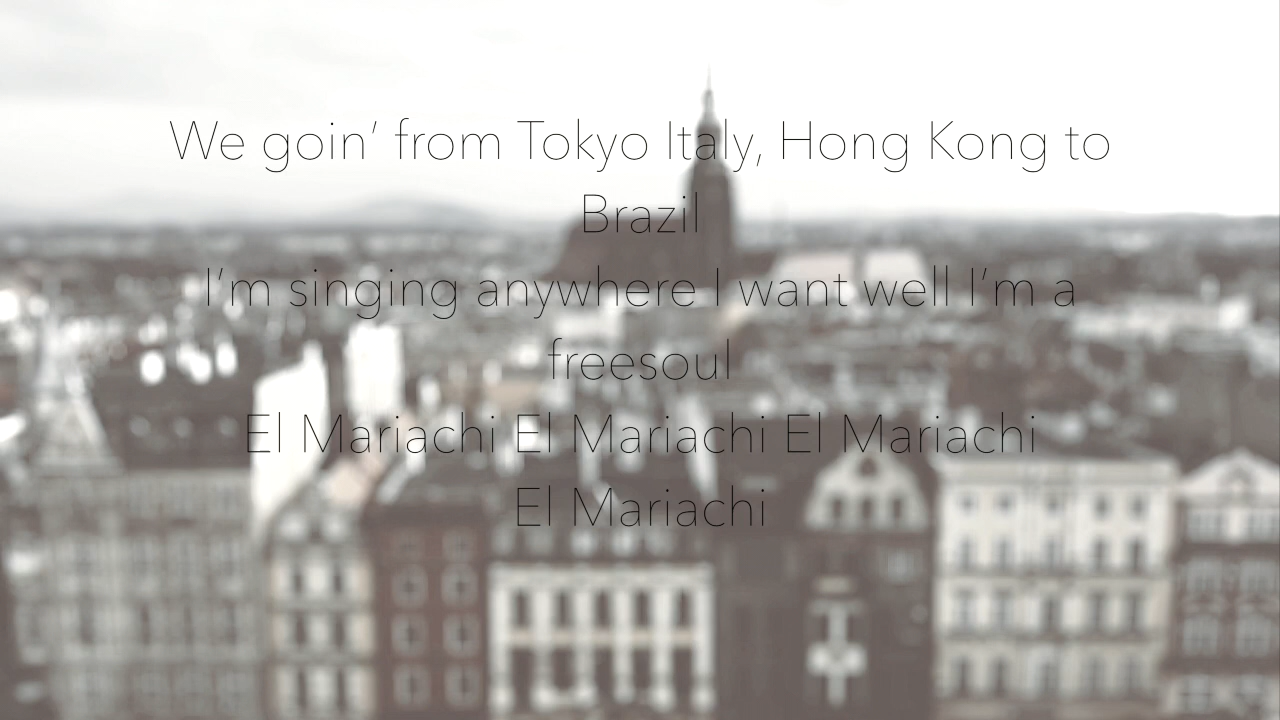 We goin’ from Tokyo Italy, Hong Kong to
Brazil
I’m singing anywhere I want well I’m a
freesoul
El Mariachi El Mariachi El Mariachi
El Mariachi